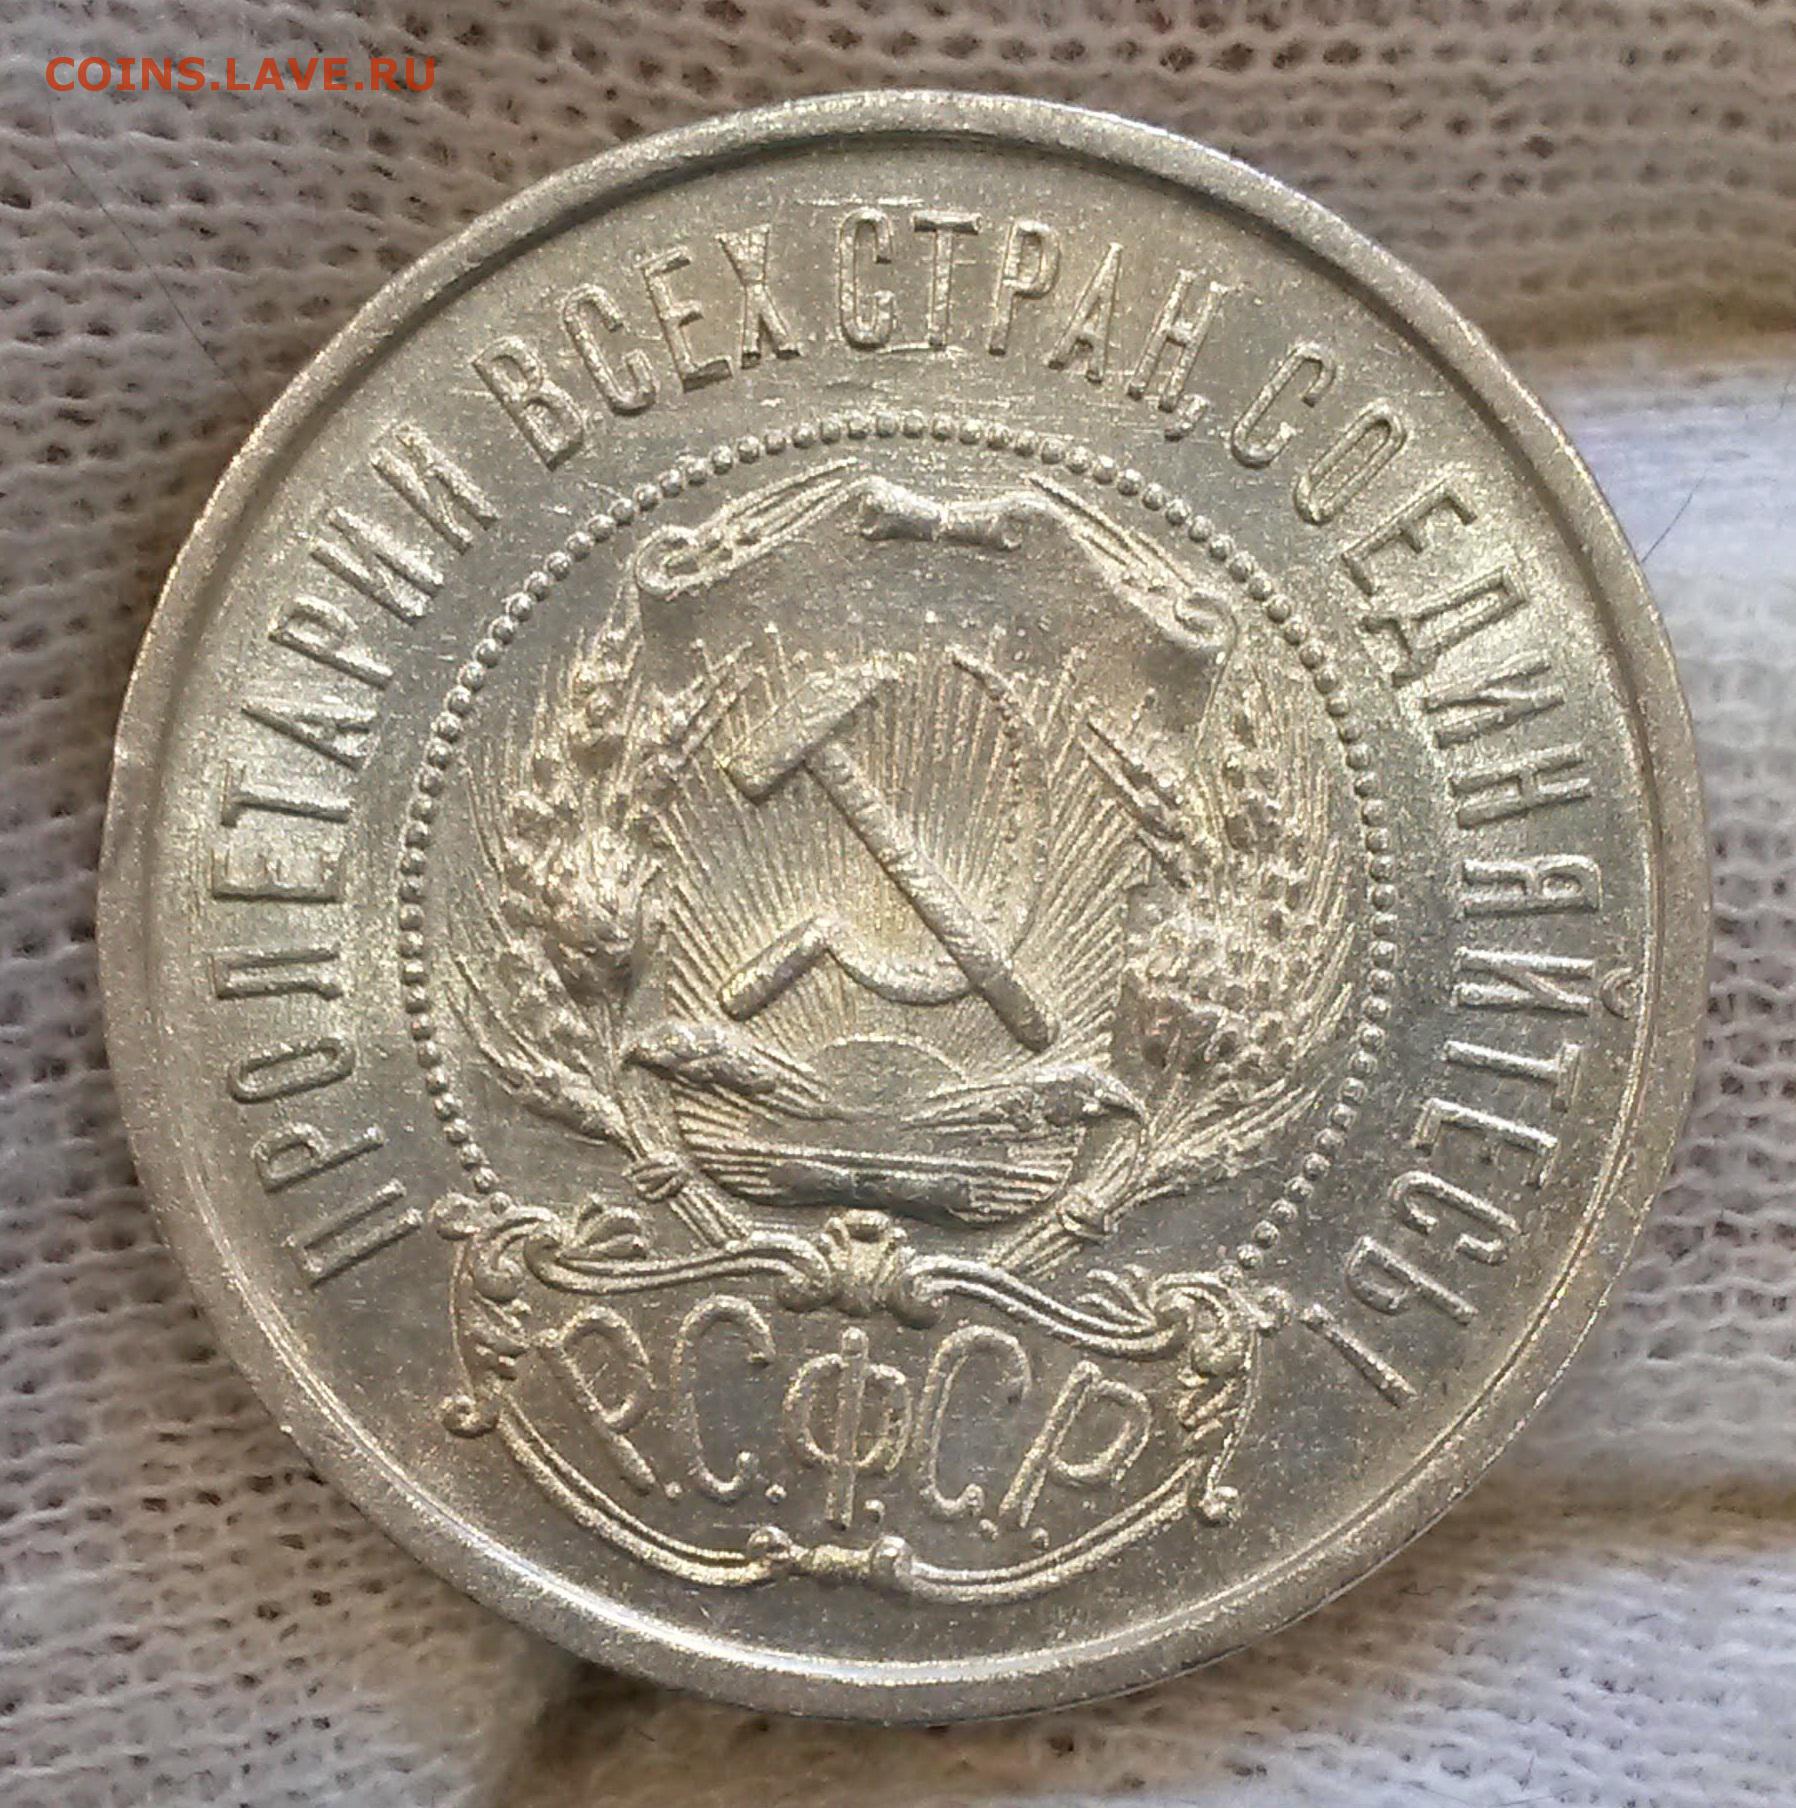 COINS.LAVE.RU
ПРОЛЕТАРИИ ВСЕХ СТРАН, СОЕДИНЯЙТЕСЬ!
Р.С.Ф.С.Р.